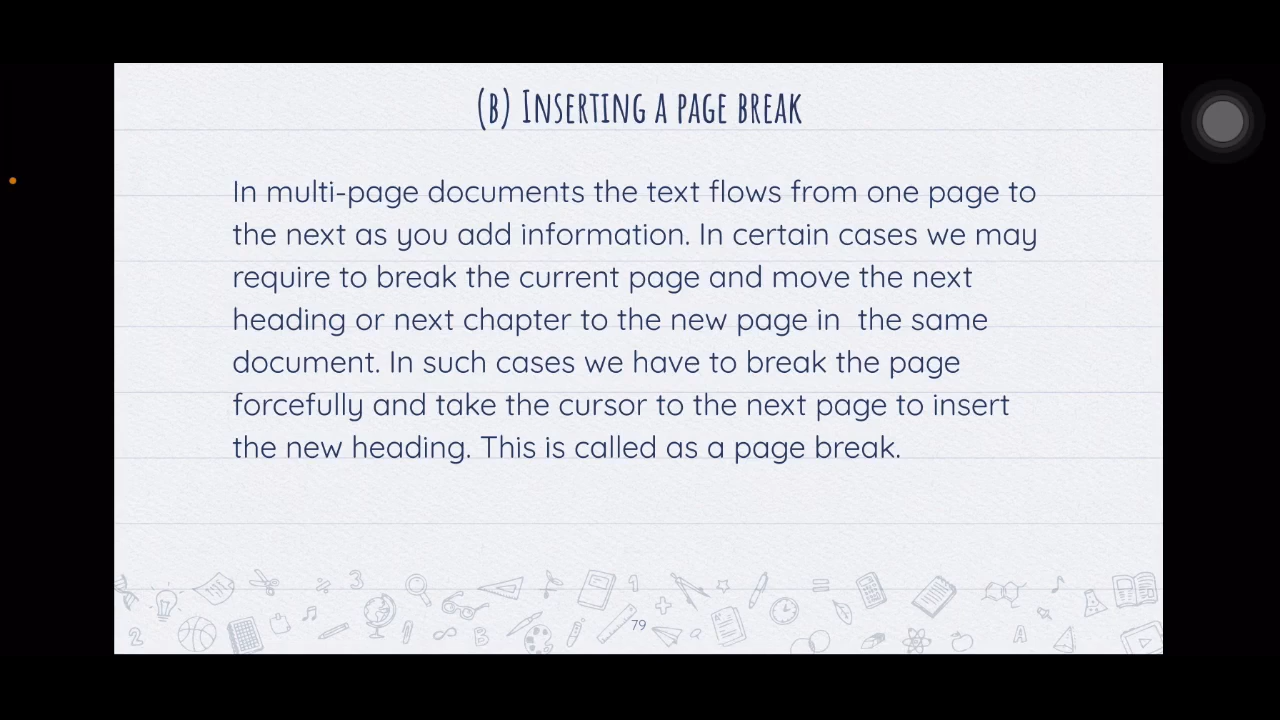 (B) Inserting a page break
In multi-page documents the text flows from one page to
the next as you add information. In certain cases we may
require to break the current page and move the next
heading or next chapter to the new page in  the same
document. In such cases we have to break the page
forcefully and take the cursor to the next page to insert
the new heading. This is called as a page break.
79